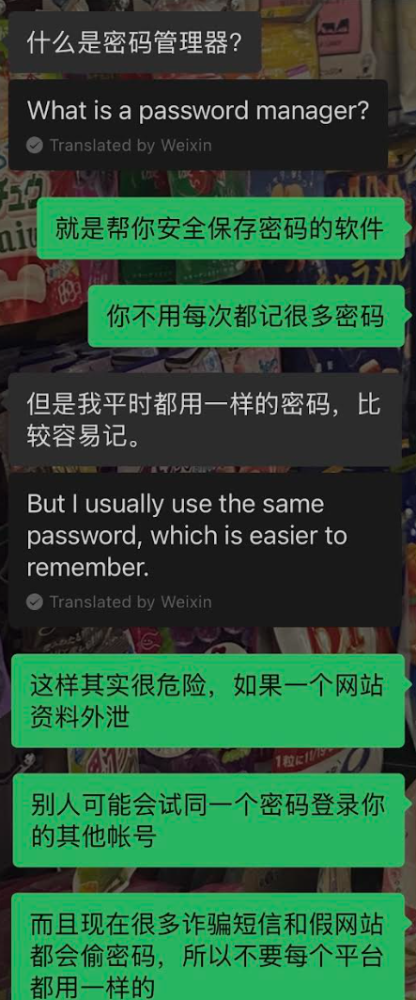 什么是密码管理器?
What is a password manager?
Translated by Weixin
就是帮你安全保存密码的软件
你不用每次都记很多密码
但是我平时都用一样的密码，比
较容易记。
But I usually use the same
password, which is easier to
remember.
Translated by Weixin
这样其实很危险，如果一个网站
资料外泄
别人可能会试同一个密码登录你
的其他帐号
而且现在很多诈骗短信和假网站
都会偷密码，所以不要每个平台
都用一样的